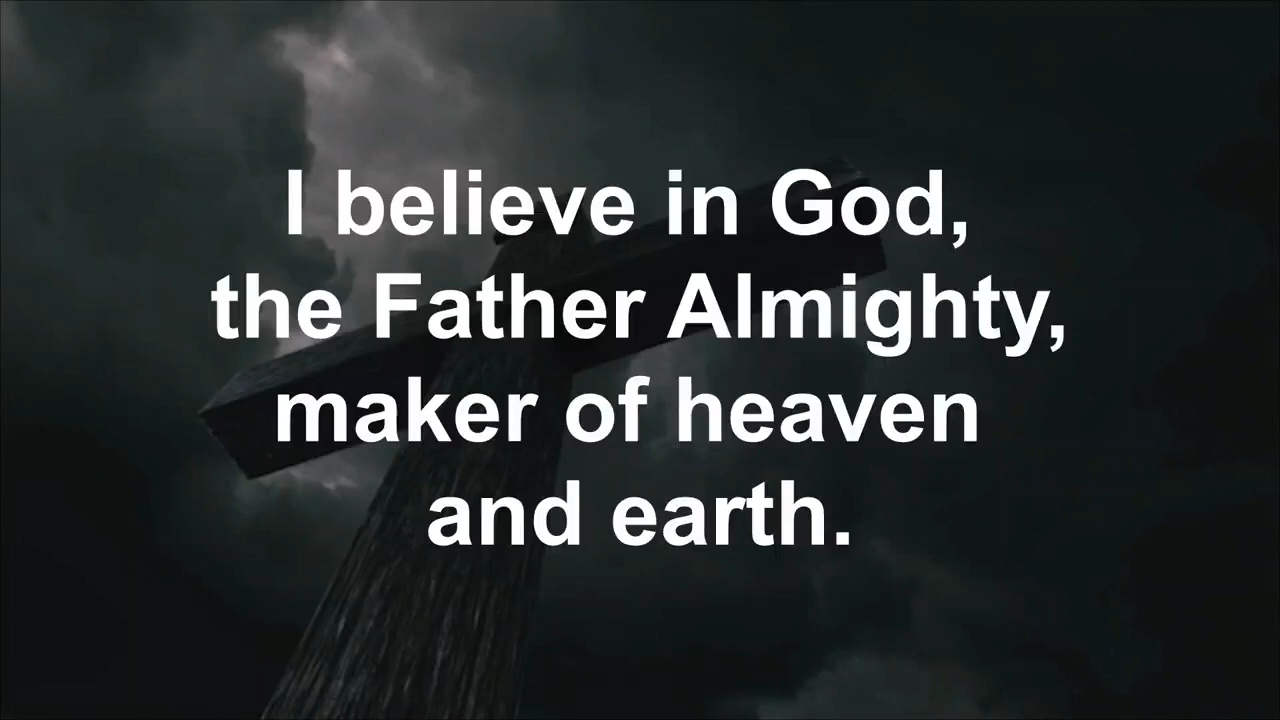 I believe in God,
the Father Almighty,
maker of heaven
and earth.